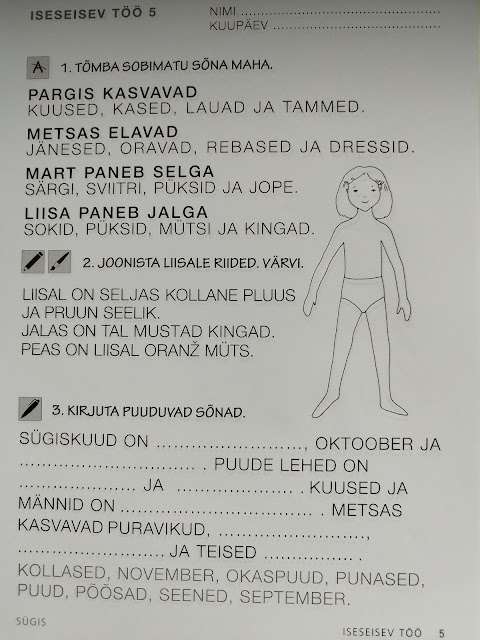 ISESEISEV TÖÖ 5
NIMI ..........................................
KUUPÄEV ..........................................
1. TÕMBA SOBIMATU SÕNA MAHA.
PARGIS KASVAVAD
KUUSED, KASED, LAUAD JA TAMMED.
METSAS ELAVAD
JÄNESED, ORAVAD, REBASED JA DRESSID.
MART PANEB SELGA
SÄRGI, SVIITRI, PÜKSID JA JOPE.
LIISA PANEB JALGA
SOKID, PÜKSID, MÜTSI JA KINGAD.
2. JOONISTA LIISALE RIIDED. VÄRVI.
LIISAL ON SELJAS KOLLANE PLUUS
JA PRUUN SEELIK.
JALAS ON TAL MUSTAD KINGAD.
PEAS ON LIISAL ORANŽ MÜTS.
3. KIRJUTA PUUDUVAD SÕNAD.
SÜGISKUUD ON ......................., OKTOOBER JA
............................ . PUUDE LEHED ON
....................... JA .................. . KUUSED JA
MÄNNID ON .............................. . METSAS
KASVAVAD PURAVIKUD, .......................,
....................... JA TEISED ............... .
KOLLASED, NOVEMBER, OKASPUUD, PUNASED,
PUUD, PÕÕSAD, SEENED, SEPTEMBER.
SÜGIS
ISESEISEV TÖÖ 5